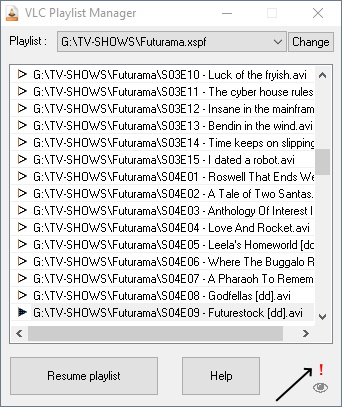 VLC Playlist Manager
Playlist : G:\TV-SHOWS\Futurama.xspf Change
G:\TV-SHOWS\Futurama\S03E10 - Luck of the fryish.avi
G:\TV-SHOWS\Futurama\S03E11 - The cyber house rules
G:\TV-SHOWS\Futurama\S03E12 - Insane in the mainfram
G:\TV-SHOWS\Futurama\S03E13 - Bendin in the wind.avi
G:\TV-SHOWS\Futurama\S03E14 - Time keeps on slipping
G:\TV-SHOWS\Futurama\S03E15 - I dated a robot.avi
G:\TV-SHOWS\Futurama\S04E01 - Roswell That Ends We
G:\TV-SHOWS\Futurama\S04E02 - A Tale of Two Santas.
G:\TV-SHOWS\Futurama\S04E03 - Anthology Of Interest I
G:\TV-SHOWS\Futurama\S04E04 - Love And Rocket.avi
G:\TV-SHOWS\Futurama\S04E05 - Leela's Homeworld [dd
G:\TV-SHOWS\Futurama\S04E06 - Where The Buggalo R
G:\TV-SHOWS\Futurama\S04E07 - A Pharaoh To Remem
G:\TV-SHOWS\Futurama\S04E08 - Godfellas [dd].avi
G:\TV-SHOWS\Futurama\S04E09 - Futurestock [dd].avi
Resume playlist Help !